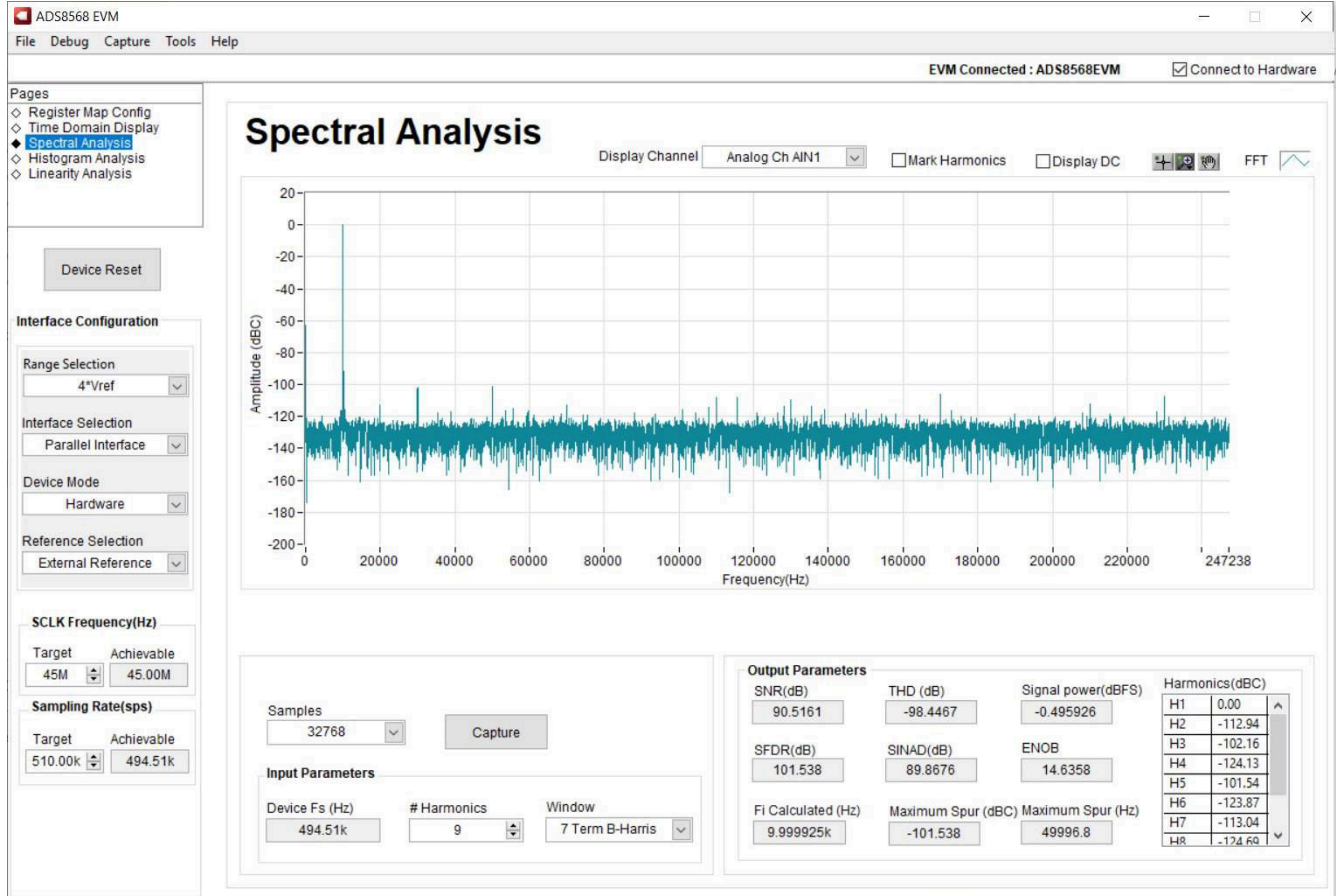 ADS8568 EVM
File Debug Capture Tools Help
EVM Connected : ADS8568EVM Connect to Hardware
Pages
Register Map Config
Time Domain Display
Spectral Analysis
Histogram Analysis
Linearity Analysis
Device Reset
Interface Configuration
Range Selection
4*Vref
Interface Selection
Parallel Interface
Device Mode
Hardware
Reference Selection
External Reference
SCLK Frequency(Hz)
Target Achievable
45M 45.00M
Sampling Rate(sps)
Target Achievable
510.00k 494.51k
Spectral Analysis
Display Channel Analog Ch AIN1 Mark Harmonics Display DC FFT
20
0
-20
-40
-60
-80
-100
-120
-140
-160
-180
-200
Amplitude (dBC)
0 20000 40000 60000 80000 100000 120000 140000 160000 180000 200000 220000 247238
Frequency(Hz)
Samples
32768
Capture
Input Parameters
Device Fs (Hz) # Harmonics Window
494.51k 9 7 Term B-Harris
Output Parameters
SNR(dB) THD (dB) Signal power(dBFS)
90.5161 -98.4467 -0.495926
SFDR(dB) SINAD(dB) ENOB
101.538 89.8676 14.6358
Fi Calculated (Hz) Maximum Spur (dBC) Maximum Spur (Hz)
9.999925k -101.538 49996.8
Harmonics(dBC)
H1 0.00
H2 -112.94
H3 -102.16
H4 -124.13
H5 -101.54
H6 -123.87
H7 -113.04
H8 -124.69